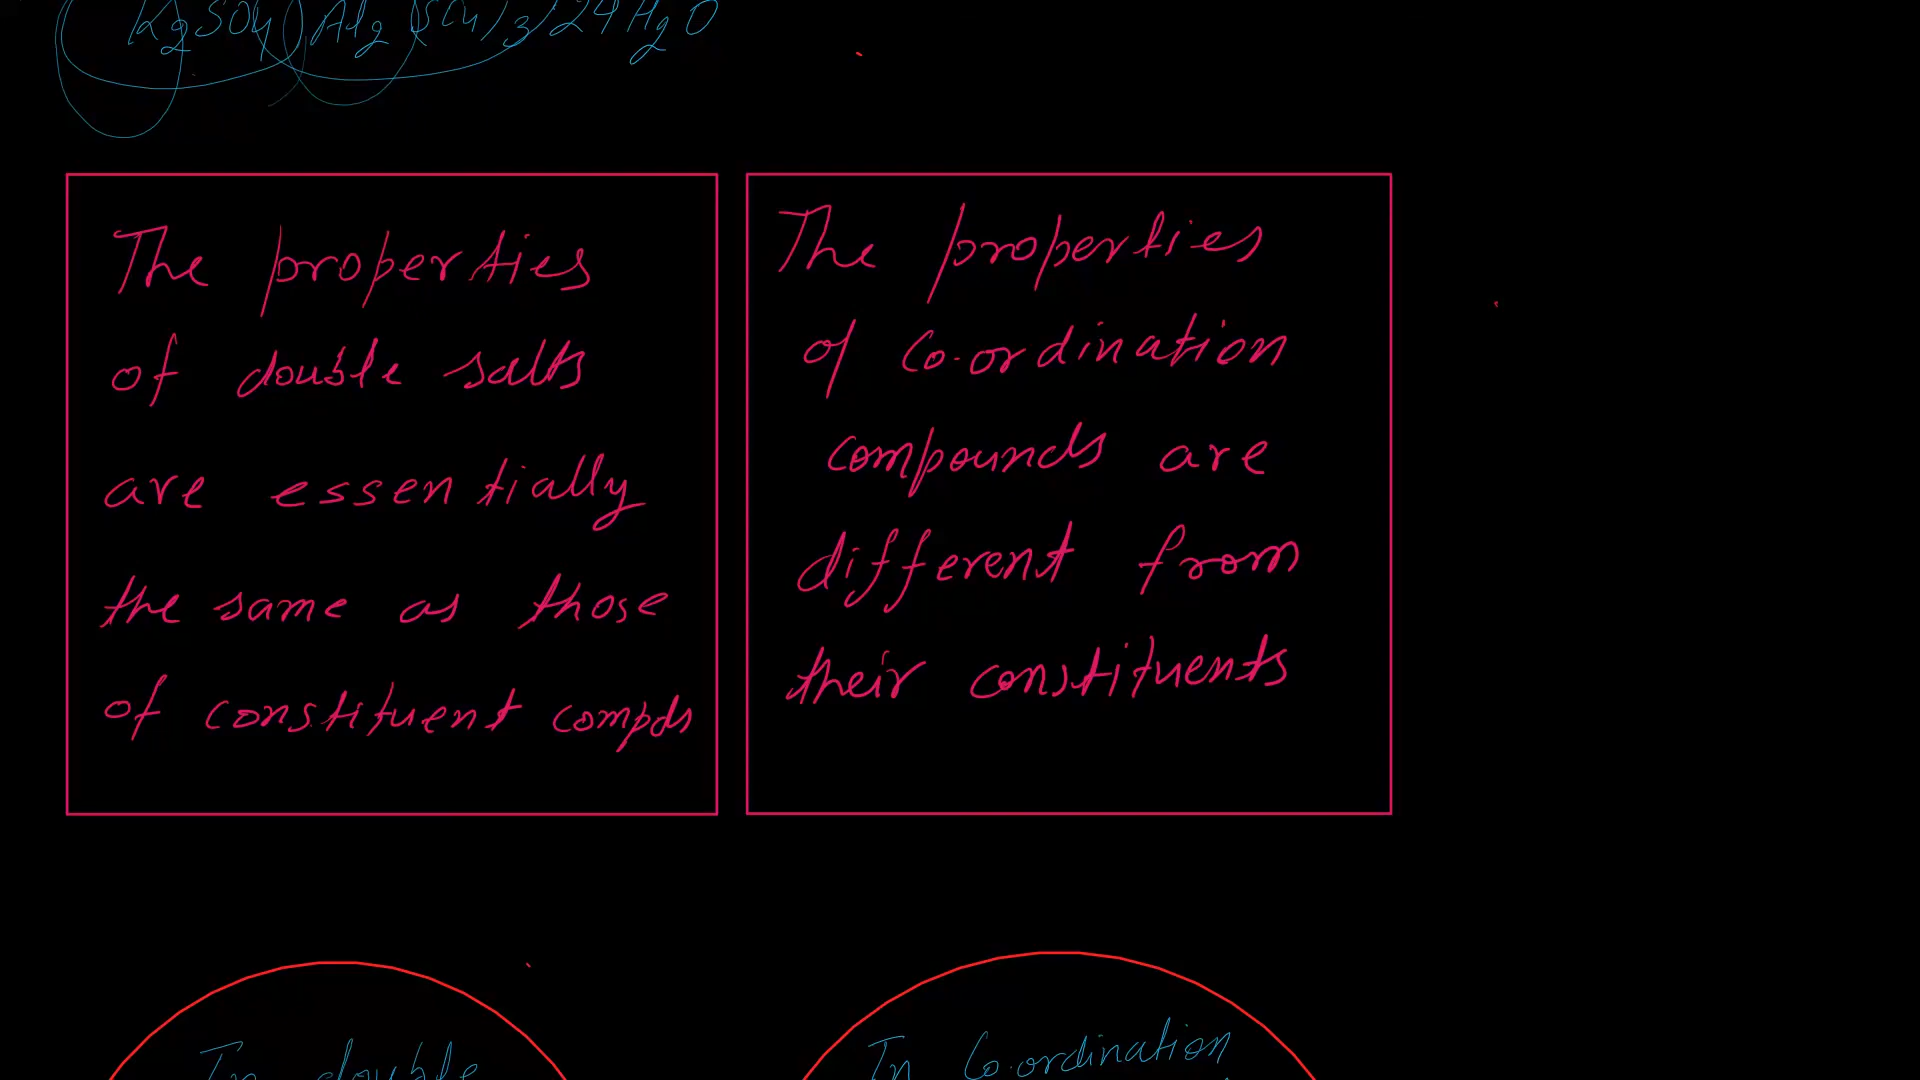 K2SO4 Al2(SO4)3 24H2O
The properties
of double salts
are essentially
the same as those
of constituent compds
The properties
of Co-ordination
compounds are
different from
their constituents
In double
In Co-ordination